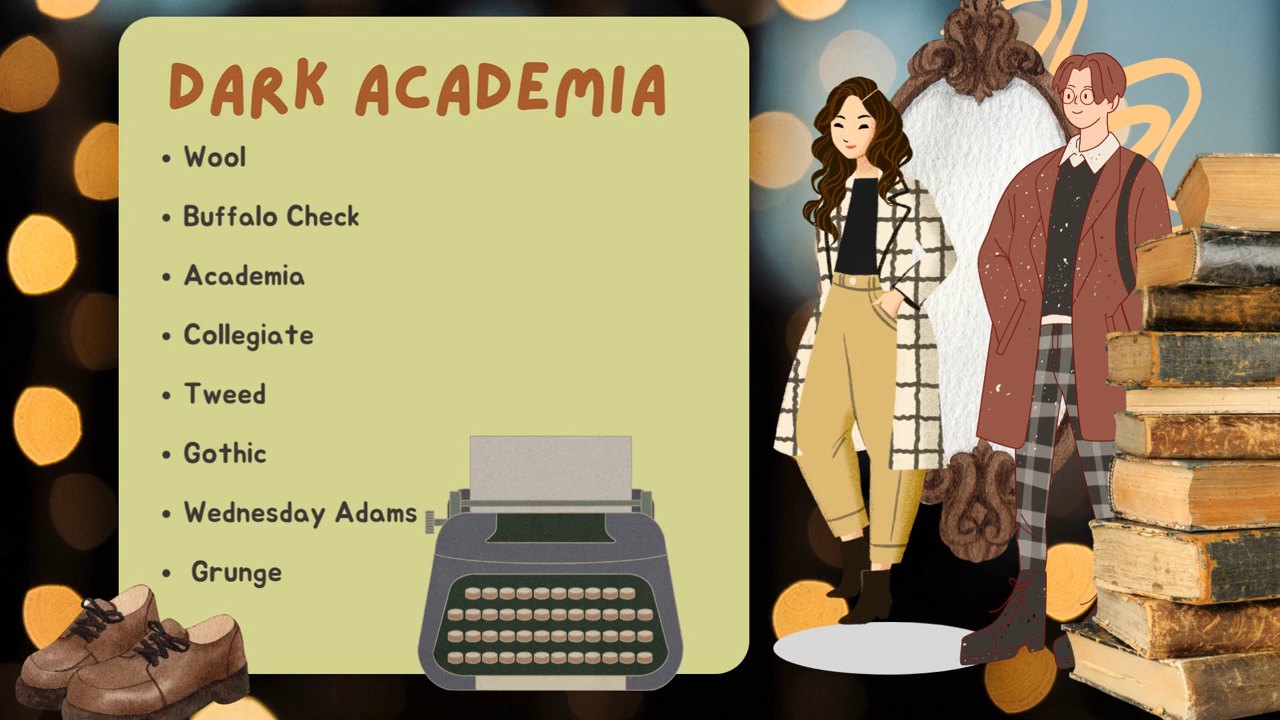 DARK ACADEMIA
• Wool
• Buffalo Check
• Academia
• Collegiate
• Tweed
• Gothic
• Wednesday Adams
• Grunge